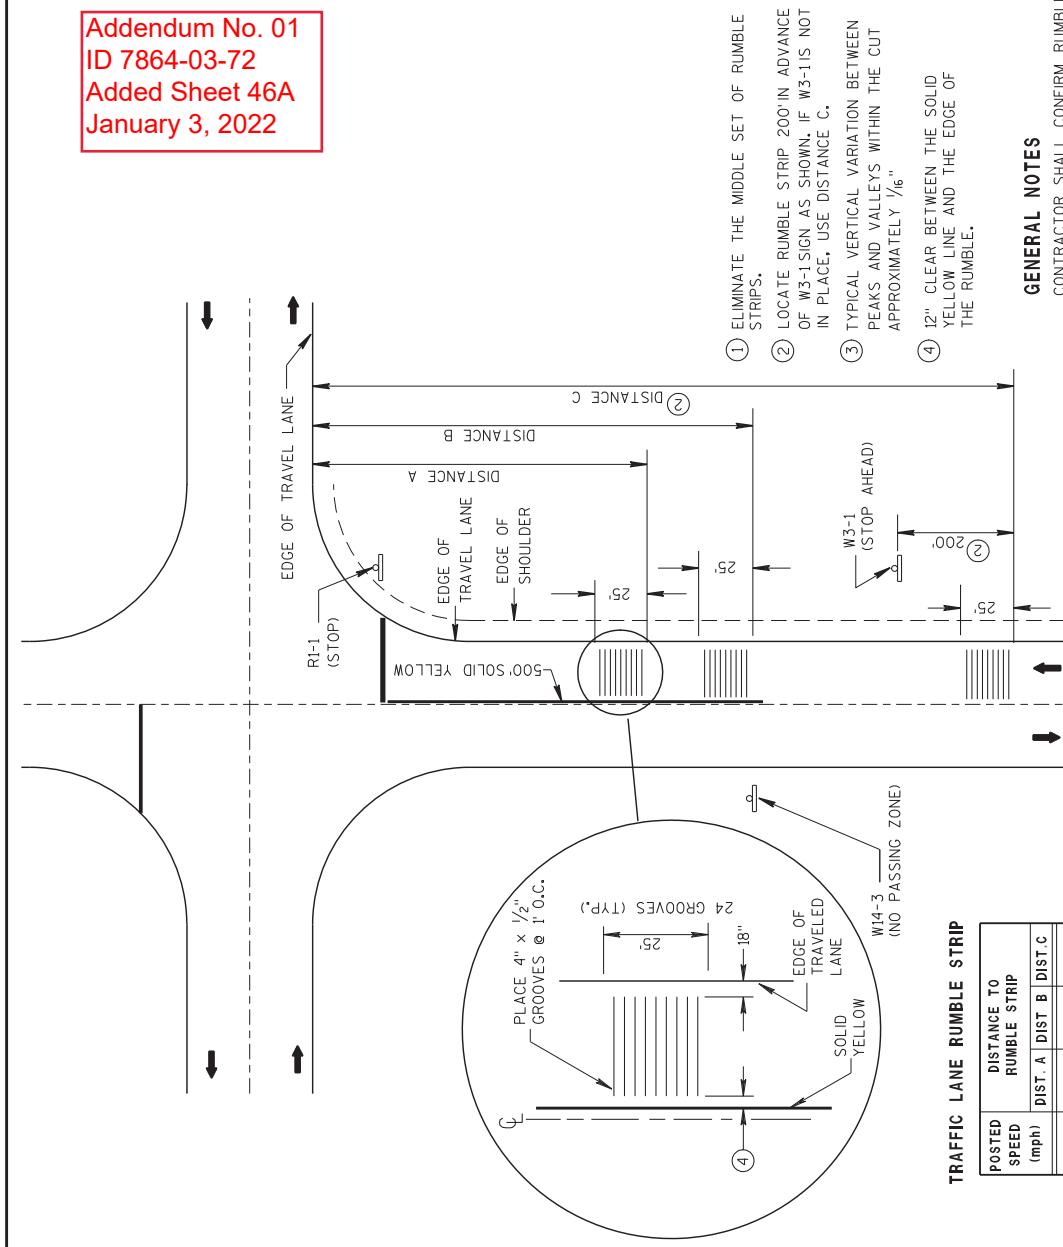 Addendum No. 01
ID 7864-03-72
Added Sheet 46A
January 3, 2022
EDGE OF TRAVEL LANE
R1-1
(STOP)
EDGE OF
TRAVEL LANE
EDGE OF
SHOULDER
DISTANCE A
DISTANCE B
DISTANCE C
2
500' SOLID YELLOW
25'
25'
25'
W3-1
(STOP AHEAD)
200'
2
W14-3
(NO PASSING ZONE)
PLACE 4" x 1/2"
GROOVES @ 1' O.C.
25'
24 GROOVES (TYP.)
18"
EDGE OF
TRAVELED
LANE
SOLID
YELLOW
CL
4
1 ELIMINATE THE MIDDLE SET OF RUMBLE
STRIPS.
2 LOCATE RUMBLE STRIP 200' IN ADVANCE
OF W3-1 SIGN AS SHOWN. IF W3-1 IS NOT
IN PLACE, USE DISTANCE C.
3 TYPICAL VERTICAL VARIATION BETWEEN
PEAKS AND VALLEYS WITHIN THE CUT
APPROXIMATELY 1/16"
4 12" CLEAR BETWEEN THE SOLID
YELLOW LINE AND THE EDGE OF
THE RUMBLE.
GENERAL NOTES
CONTRACTOR SHALL CONFIRM RUMBLE
TRAFFIC LANE RUMBLE STRIP
POSTED
SPEED
(mph)
DISTANCE TO
RUMBLE STRIP
DIST. A DIST B DIST.C